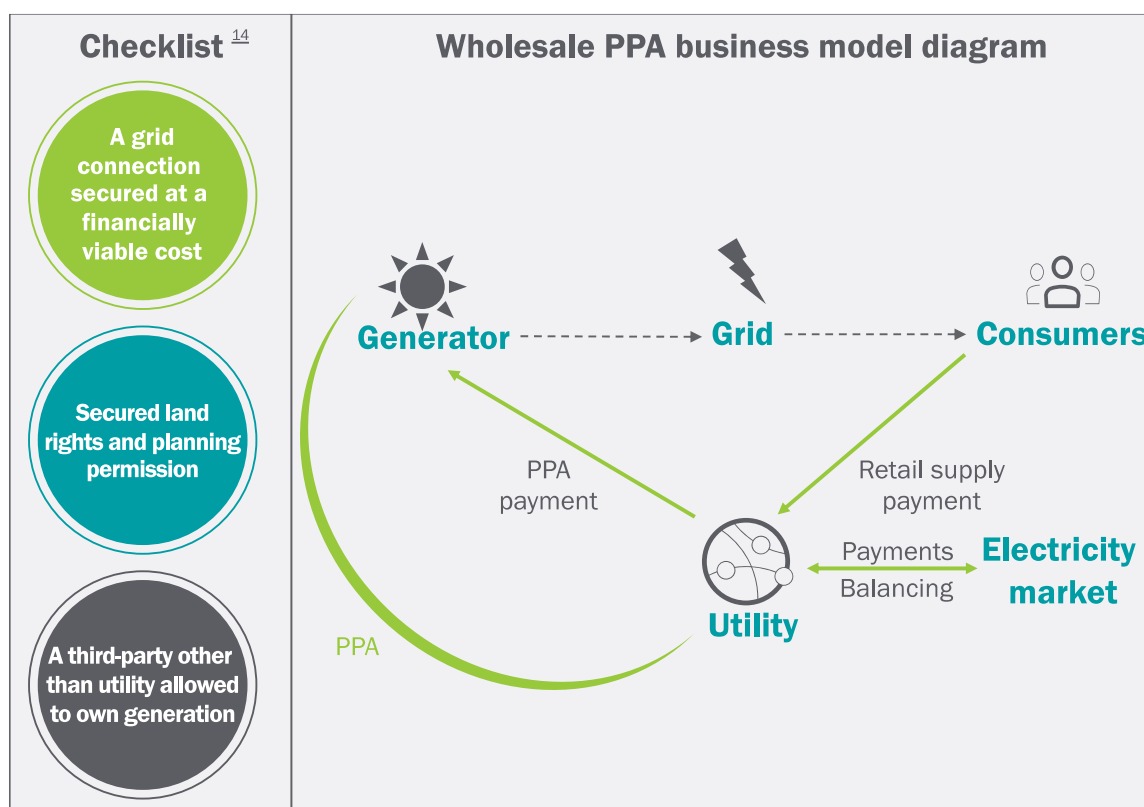 Checklist 14
A grid
connection
secured at a
financially
viable cost
Secured land
rights and planning
permission
A third-party other
than utility allowed
to own generation
Wholesale PPA business model diagram
Generator
Grid
Consumers
PPA
payment
Retail supply
payment
Payments
Balancing
Electricity
market
Utility
PPA